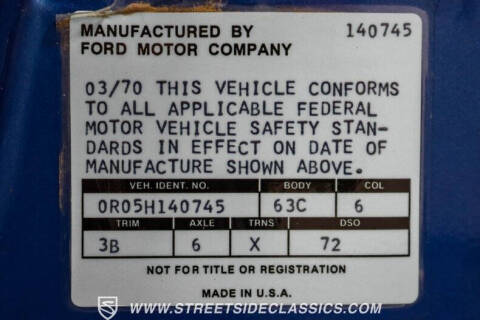 MANUFACTURED BY 140745
FORD MOTOR COMPANY
03/70 THIS VEHICLE CONFORMS
TO ALL APPLICABLE FEDERAL
MOTOR VEHICLE SAFETY STAN-
DARDS IN EFFECT ON DATE OF
MANUFACTURE SHOWN ABOVE.
VEH. IDENT. NO. BODY COL
0R05H140745 63C 6
TRIM AXLE TRNS DSO
3B 6 X 72
NOT FOR TITLE OR REGISTRATION
MADE IN U.S.A.
WWW.STREETSIDECLASSICS.COM